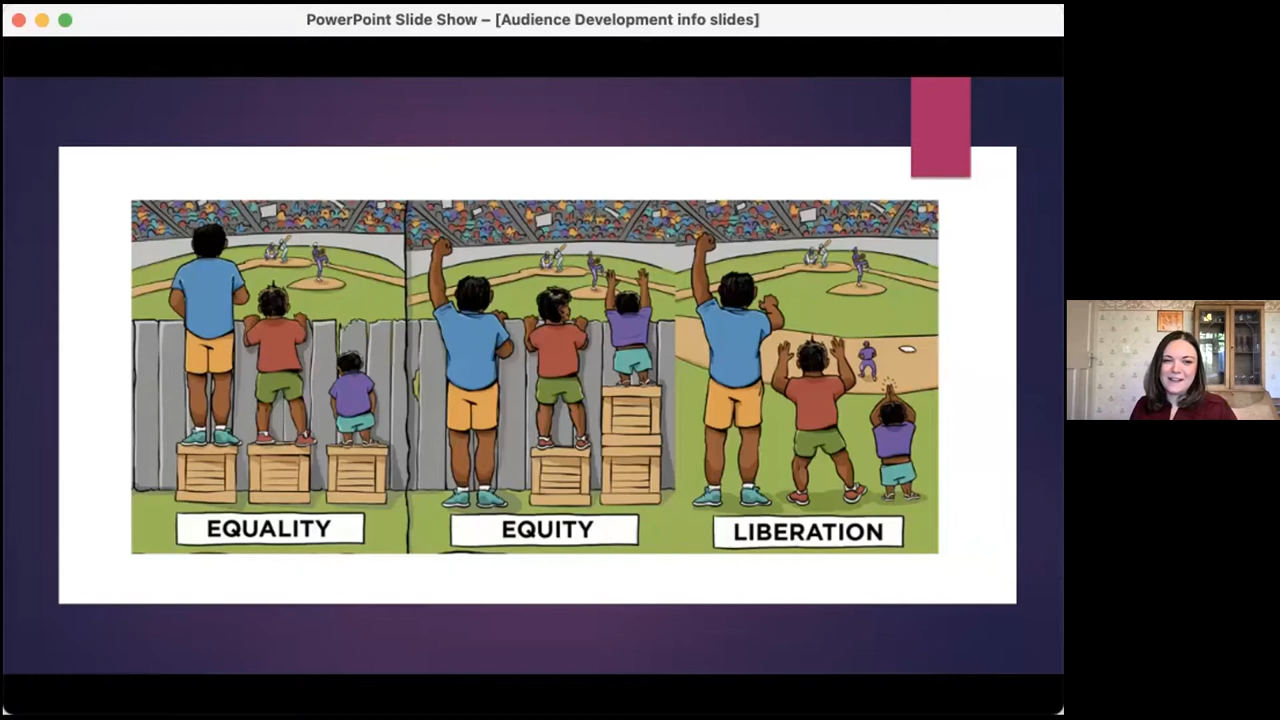 PowerPoint Slide Show – [Audience Development info slides]
EQUALITY
EQUITY
LIBERATION